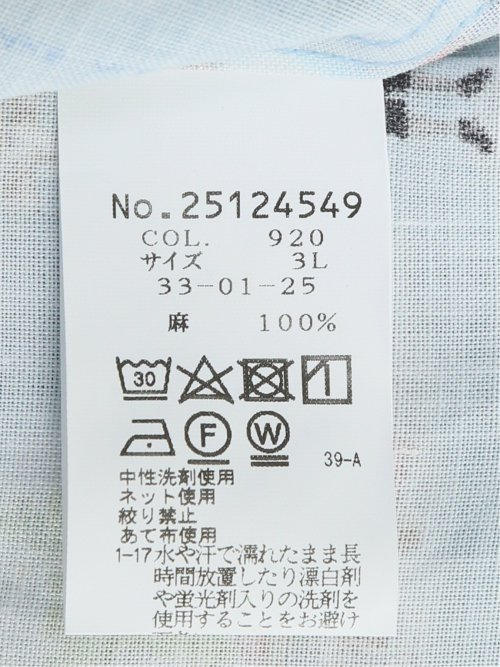 No.25124549
COL. 920
サイズ 3L
33-01-25
麻 100%
30
F W 39-A
中性洗剤使用
ネット使用
絞り禁止
あて布使用
1-17水や汗で濡れたまま長
時間放置したり漂白剤
や蛍光剤入りの洗剤を
使用することをお避け